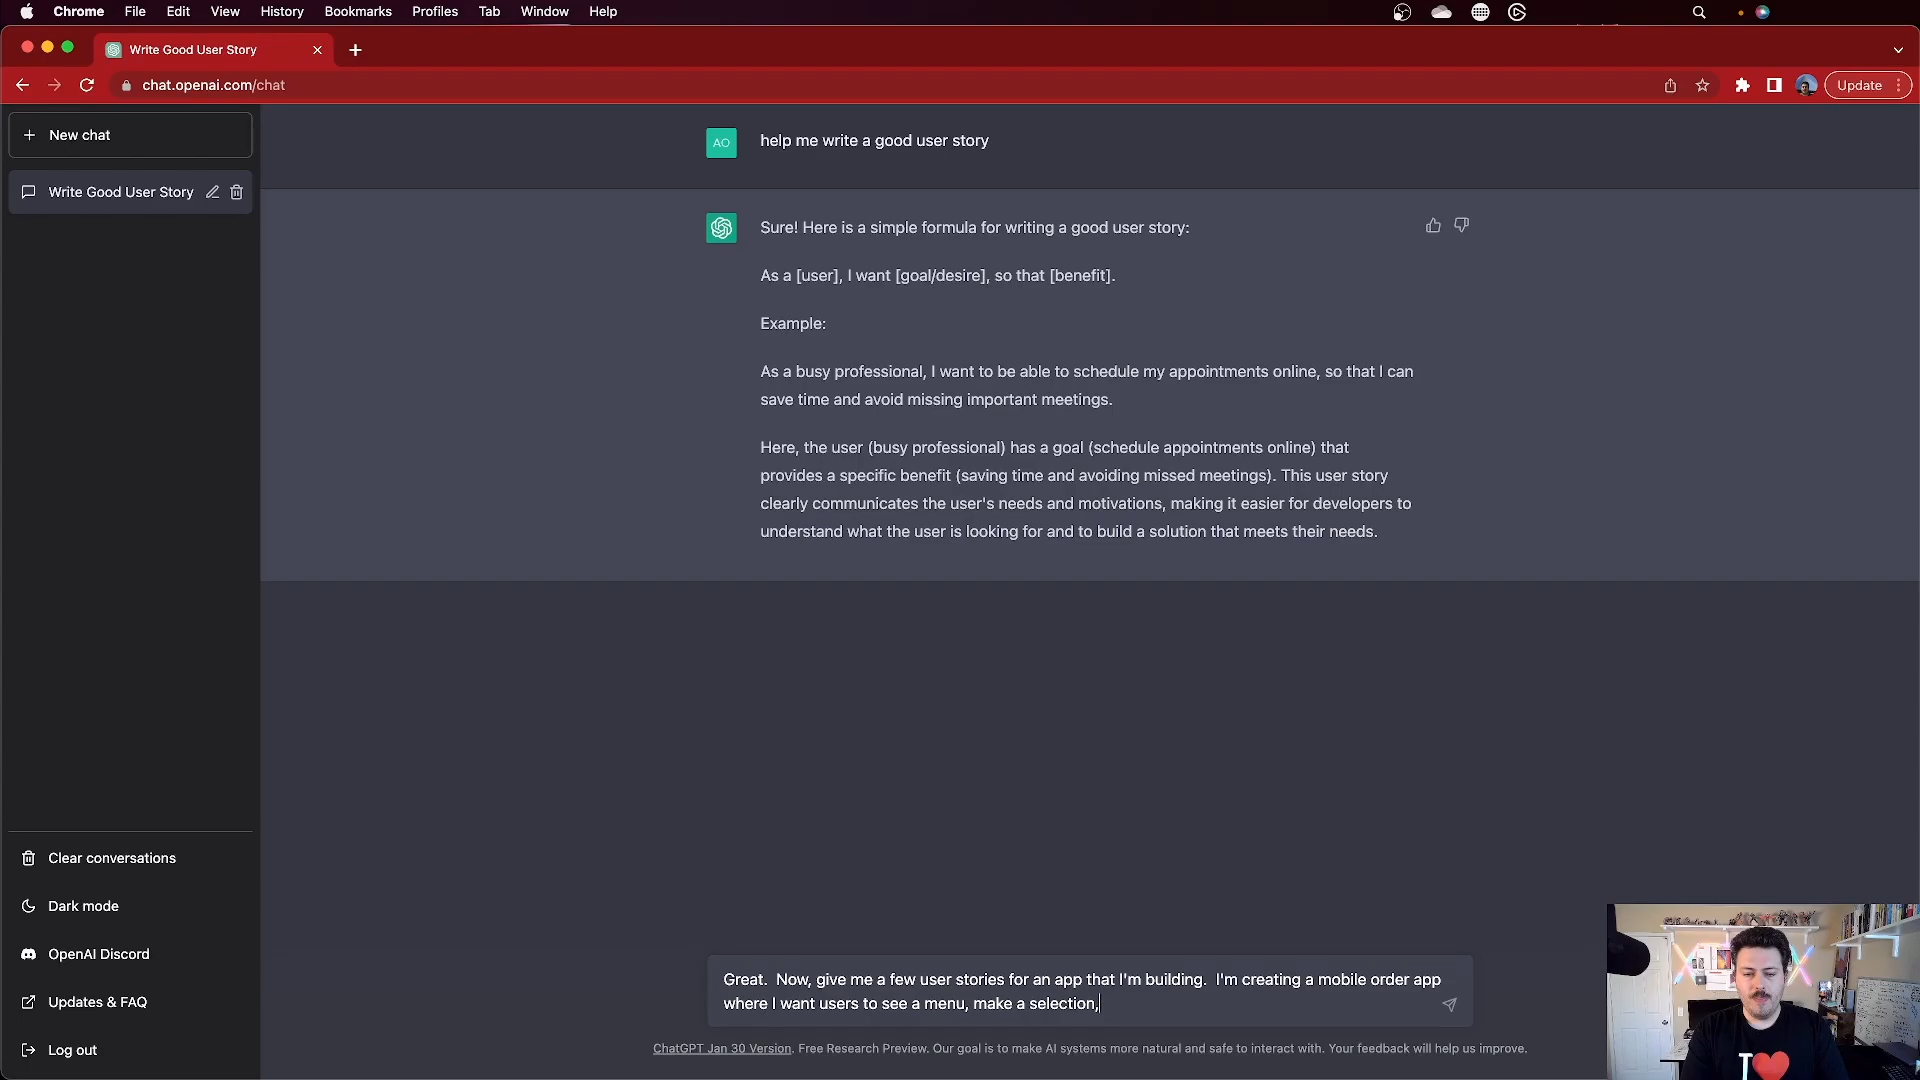 Chrome File Edit View History Bookmarks Profiles Tab Window Help
Write Good User Story
chat.openai.com/chat
Update
New chat
Write Good User Story
AO
help me write a good user story
Sure! Here is a simple formula for writing a good user story:
As a [user], I want [goal/desire], so that [benefit].
Example:
As a busy professional, I want to be able to schedule my appointments online, so that I can
save time and avoid missing important meetings.
Here, the user (busy professional) has a goal (schedule appointments online) that
provides a specific benefit (saving time and avoiding missed meetings). This user story
clearly communicates the user's needs and motivations, making it easier for developers to
understand what the user is looking for and to build a solution that meets their needs.
Clear conversations
Dark mode
OpenAI Discord
Updates & FAQ
Log out
Great.  Now, give me a few user stories for an app that I'm building.  I'm creating a mobile order app
where I want users to see a menu, make a selection,
ChatGPT Jan 30 Version. Free Research Preview. Our goal is to make AI systems more natural and safe to interact with. Your feedback will help us improve.
I